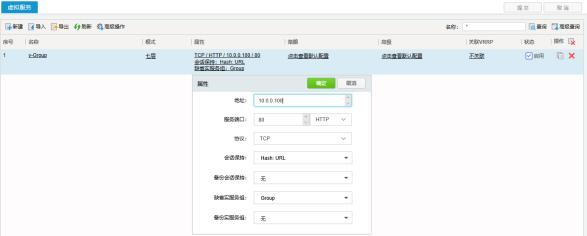 虚拟服务
提交 取消
新建 导入 导出 刷新 高级操作 名称: * 查询 高级查询
序号 名称 模式 属性 前期 后投 关联VRRP 状态 操作
1 v-Group 七层 TCP / HTTP / 10.0.0.100 / 80 点击查看默认配置 点击查看默认配置 不关联 启用
会话保持: Hash: URL
缺省实服务组: Group
属性 确定 取消
地址: 10.0.0.100
服务端口: 80 HTTP
协议: TCP
会话保持: Hash: URL
备份会话保持: 无
缺省实服务组: Group
备份实服务组: 无